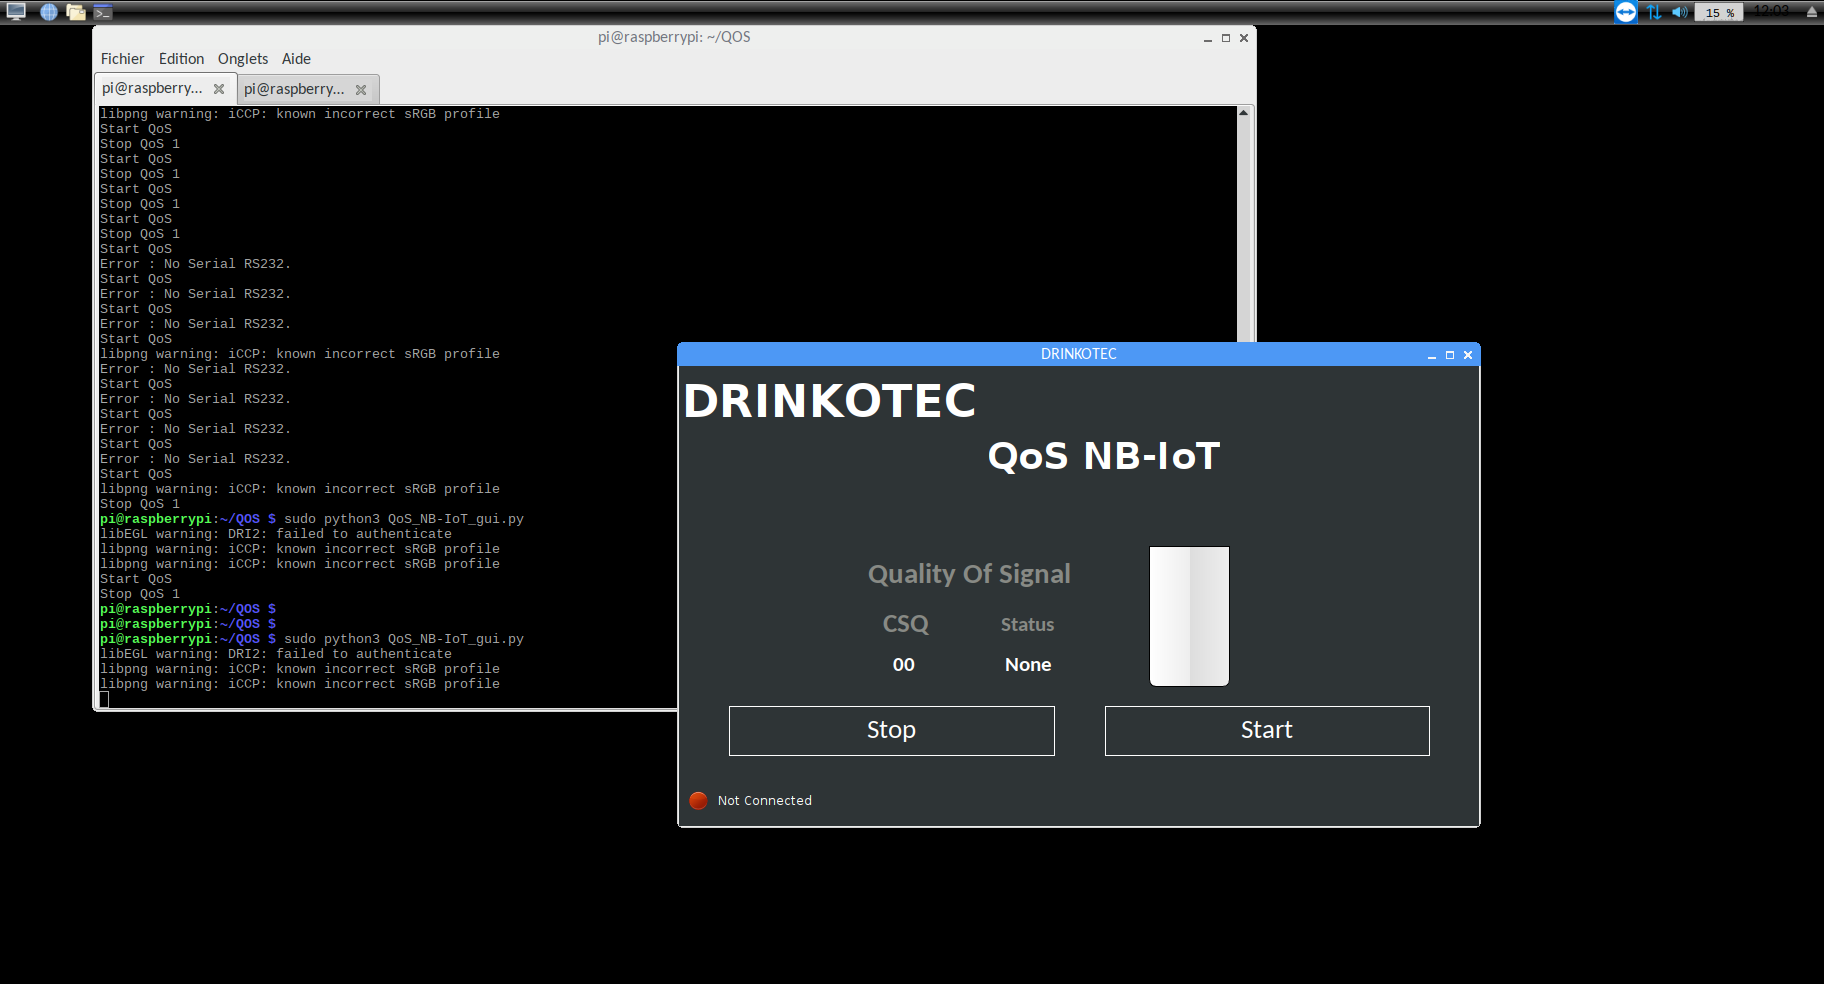 15 %
12:03
pi@raspberrypi: ~/QOS
Fichier Edition Onglets Aide
pi@raspberry... pi@raspberry...
libpng warning: iCCP: known incorrect sRGB profile
Start QoS
Stop QoS 1
Start QoS
Stop QoS 1
Start QoS
Stop QoS 1
Start QoS
Stop QoS 1
Start QoS
Error : No Serial RS232.
Start QoS
Error : No Serial RS232.
Start QoS
Error : No Serial RS232.
Start QoS
libpng warning: iCCP: known incorrect sRGB profile
Error : No Serial RS232.
Start QoS
Error : No Serial RS232.
Start QoS
Error : No Serial RS232.
Start QoS
Error : No Serial RS232.
Start QoS
libpng warning: iCCP: known incorrect sRGB profile
Stop QoS 1
pi@raspberrypi:~/QOS $ sudo python3 QoS_NB-IoT_gui.py
libEGL warning: DRI2: failed to authenticate
libpng warning: iCCP: known incorrect sRGB profile
libpng warning: iCCP: known incorrect sRGB profile
Start QoS
Stop QoS 1
pi@raspberrypi:~/QOS $
pi@raspberrypi:~/QOS $
pi@raspberrypi:~/QOS $ sudo python3 QoS_NB-IoT_gui.py
libEGL warning: DRI2: failed to authenticate
libpng warning: iCCP: known incorrect sRGB profile
libpng warning: iCCP: known incorrect sRGB profile
DRINKOTEC
DRINKOTEC
QoS NB-IoT
Quality Of Signal
CSQ Status
00 None
Stop Start
Not Connected